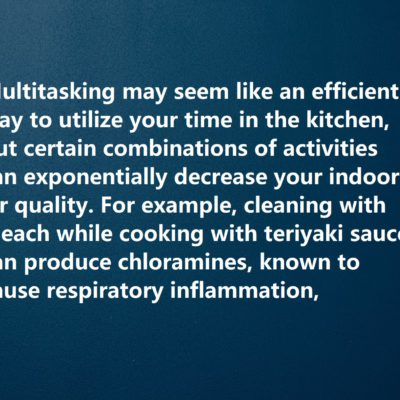 ultitasking may seem like an efficient
ay to utilize your time in the kitchen,
ut certain combinations of activities
an exponentially decrease your indoor
r quality. For example, cleaning with
each while cooking with teriyaki sauc
an produce chloramines, known to
ause respiratory inflammation,